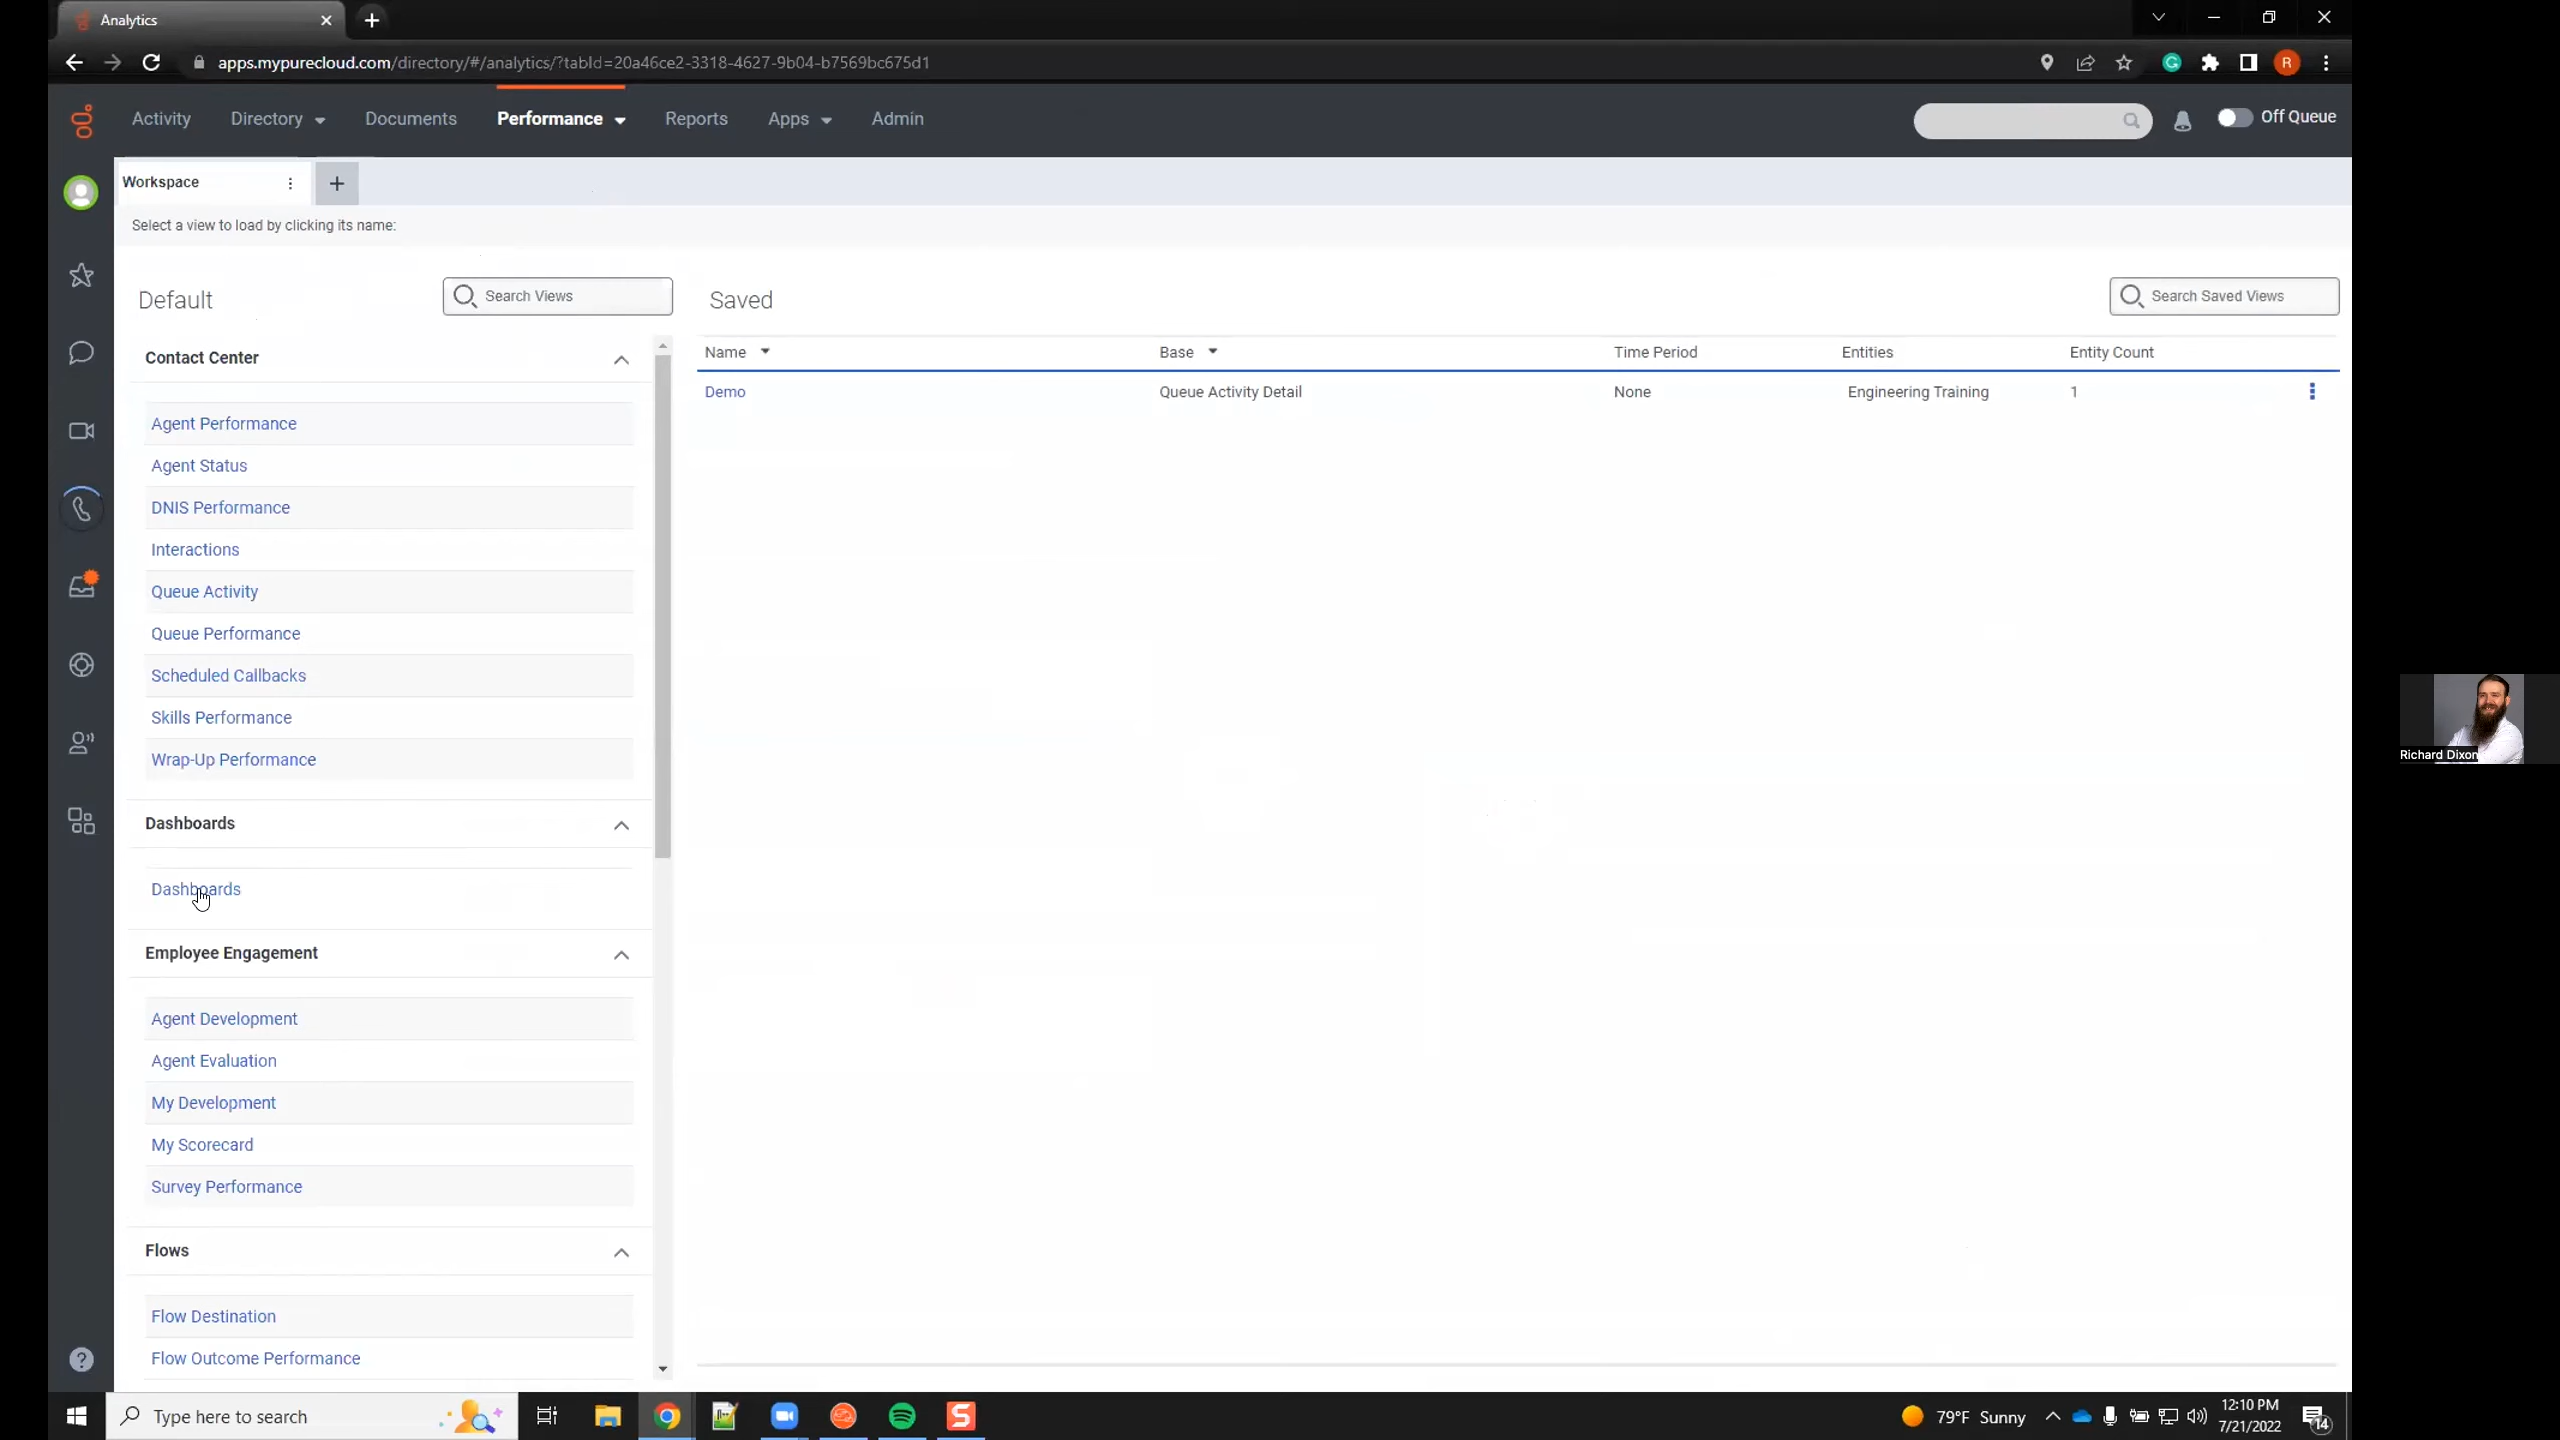 Analytics
apps.mypurecloud.com/directory/#/analytics/?tabId=20a46ce2-3318-4627-9b04-b7569bc675d1
R
Activity Directory Documents Performance Reports Apps Admin
Off Queue
Workspace
Select a view to load by clicking its name:
Default
Search Views
Contact Center
Agent Performance
Agent Status
DNIS Performance
Interactions
Queue Activity
Queue Performance
Scheduled Callbacks
Skills Performance
Wrap-Up Performance
Dashboards
Dashboards
Employee Engagement
Agent Development
Agent Evaluation
My Development
My Scorecard
Survey Performance
Flows
Flow Destination
Flow Outcome Performance
Saved
Search Saved Views
Name Base Time Period Entities Entity Count
Demo Queue Activity Detail None Engineering Training 1
Richard Dixon
Type here to search
79°F Sunny
12:10 PM
7/21/2022
14